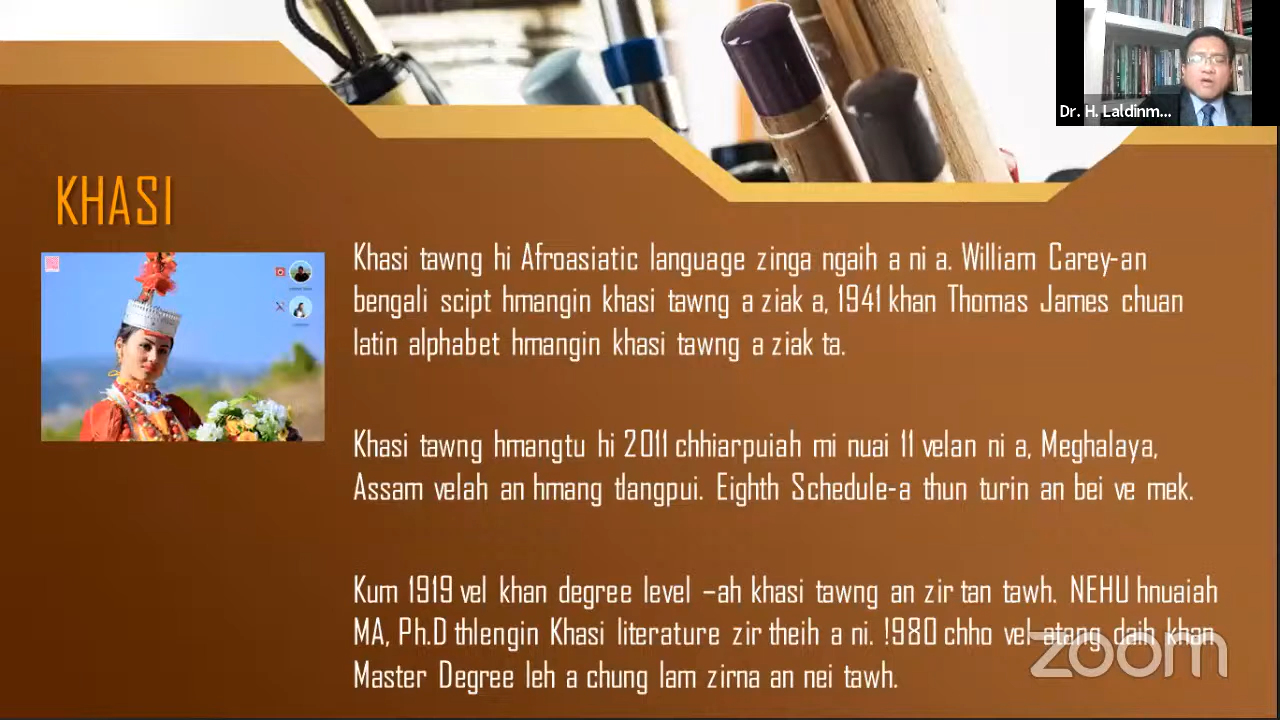 Dr. H. Laldinm...
KHASI
Khasi tawng hi Afroasiatic language zinga ngaih a ni a. William Carey-an
bengali scipt hmangin khasi tawng a ziak a, 1941 khan Thomas James chuan
latin alphabet hmangin khasi tawng a ziak ta.
Khasi tawng hmangtu hi 2011 chhiarpuiah mi nuai 11 velan ni a, Meghalaya,
Assam velah an hmang tlangpui. Eighth Schedule-a thun turin an bei ve mek.
Kum 1919 vel khan degree level –ah khasi tawng an zir tan tawh. NEHU hnuaiah
MA, Ph.D thlengin Khasi literature zir theih a ni. !980 chho vel atang daih khan
Master Degree leh a chung lam zirna an nei tawh.
zoom